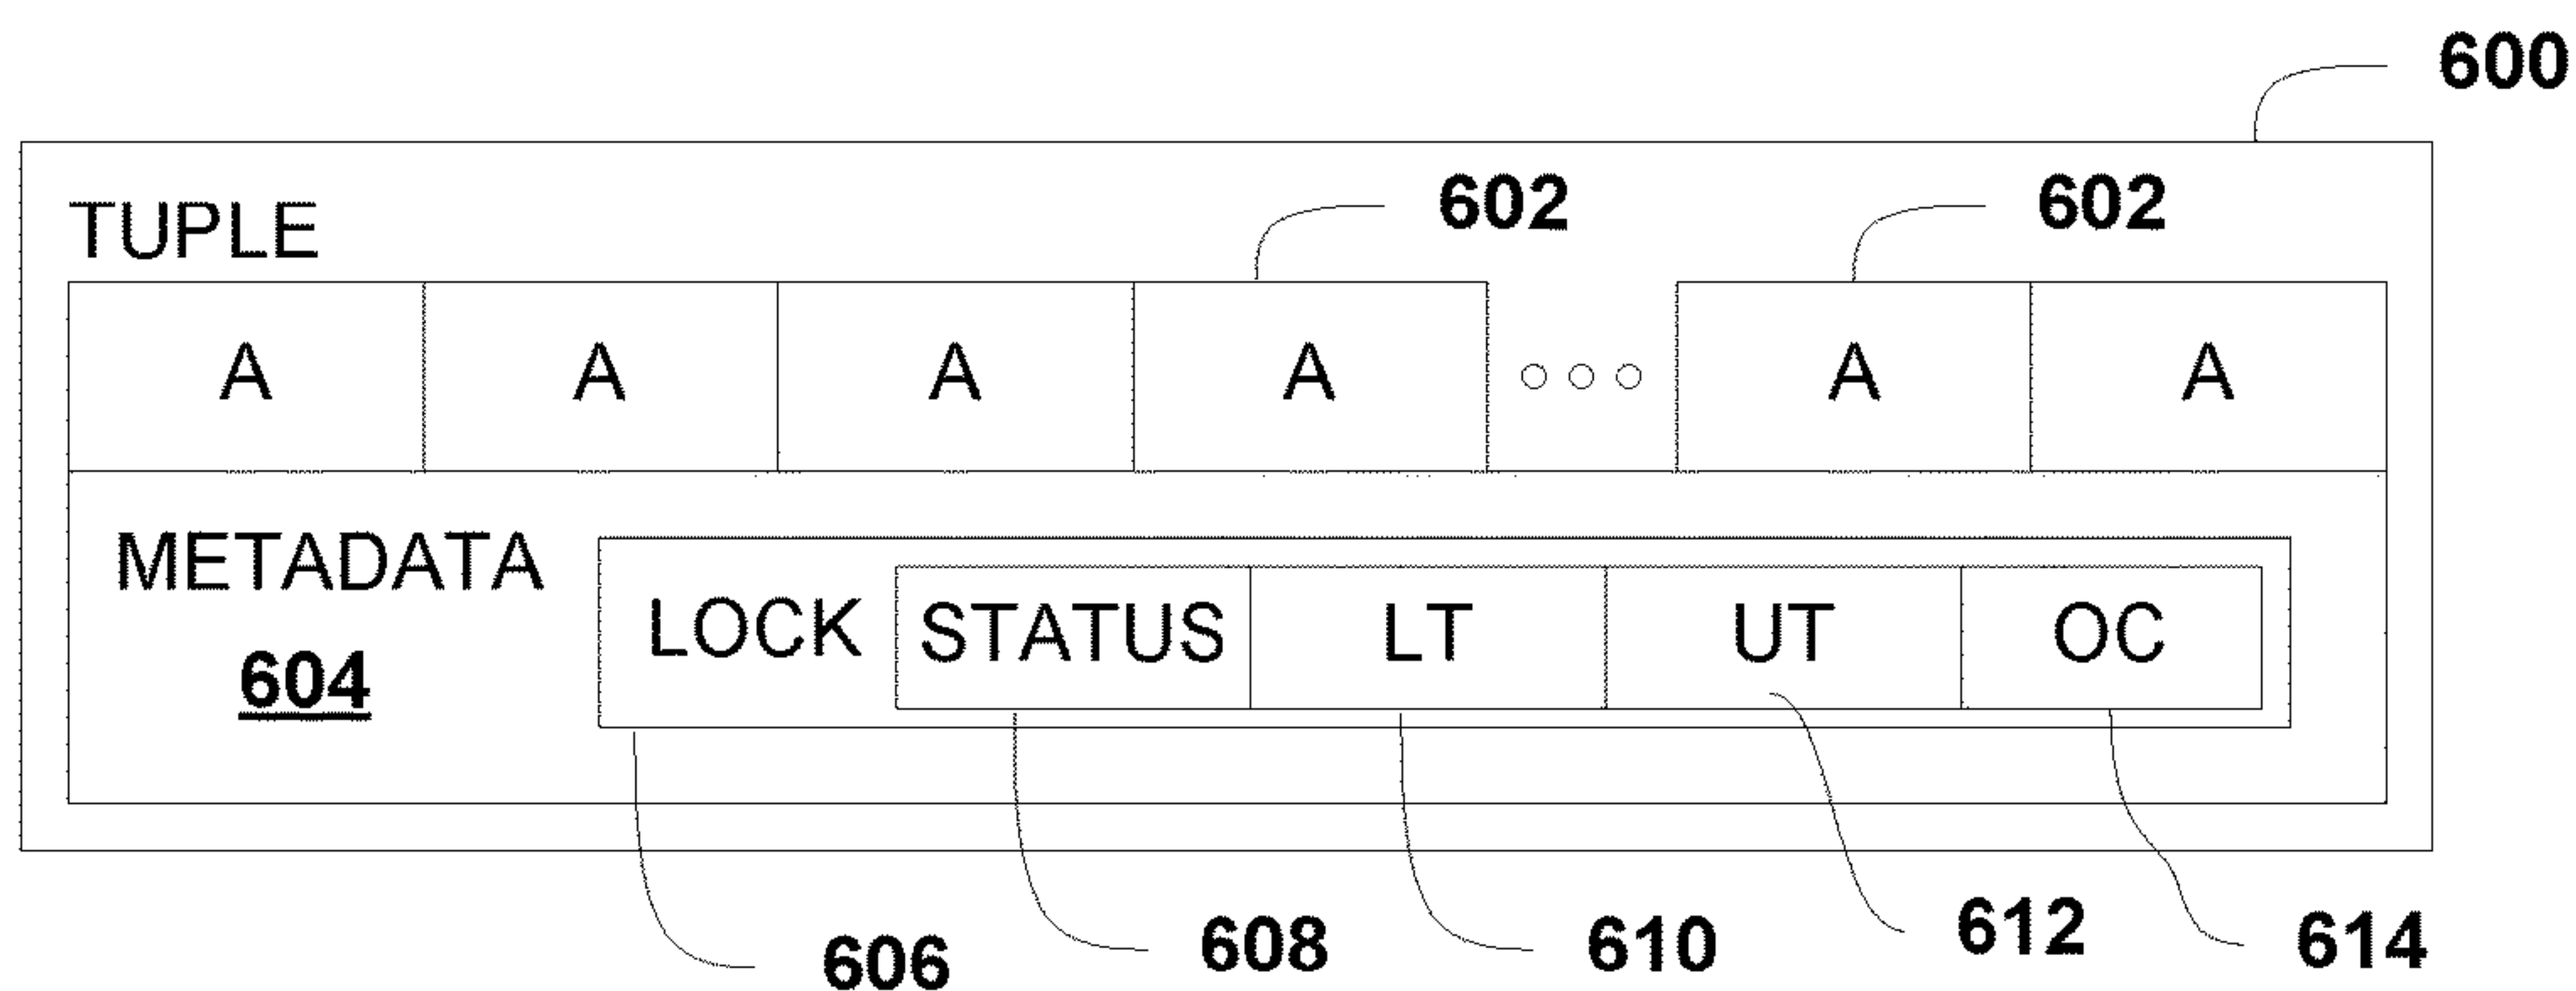 600
TUPLE
602 602
A A A A A A
METADATA
604
LOCK STATUS LT UT OC
606 608 610 612 614